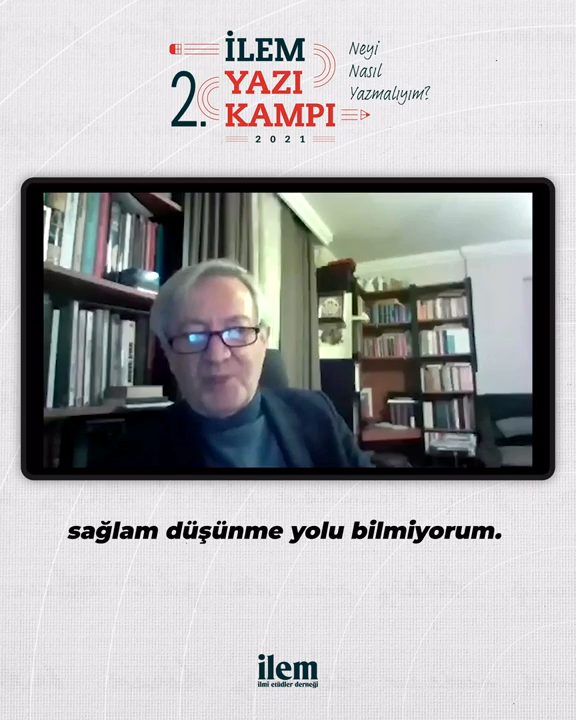 2.
İLEM
YAZI
KAMPI
2021
Neyi
Nasıl
Yazmalıyım?
sağlam düşünme yolu bilmiyorum.
ilem
ilmi etüdler derneği